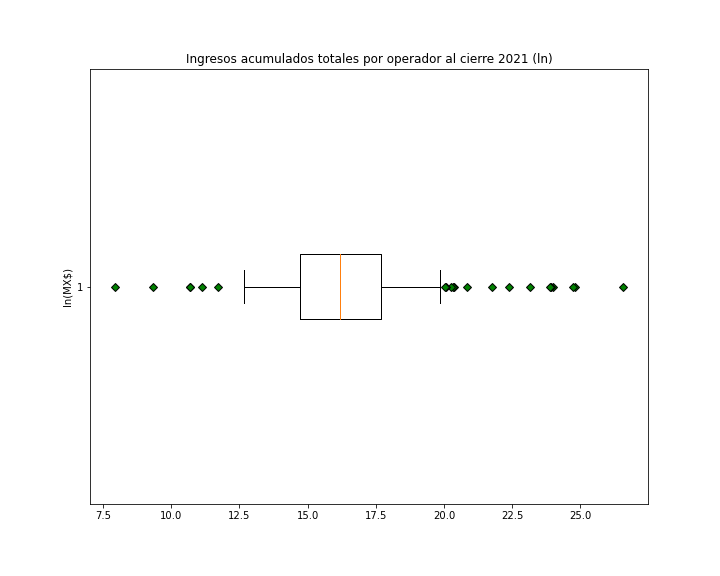 Ingresos acumulados totales por operador al cierre 2021 (ln)
ln(MX$)
1
7.5 10.0 12.5 15.0 17.5 20.0 22.5 25.0